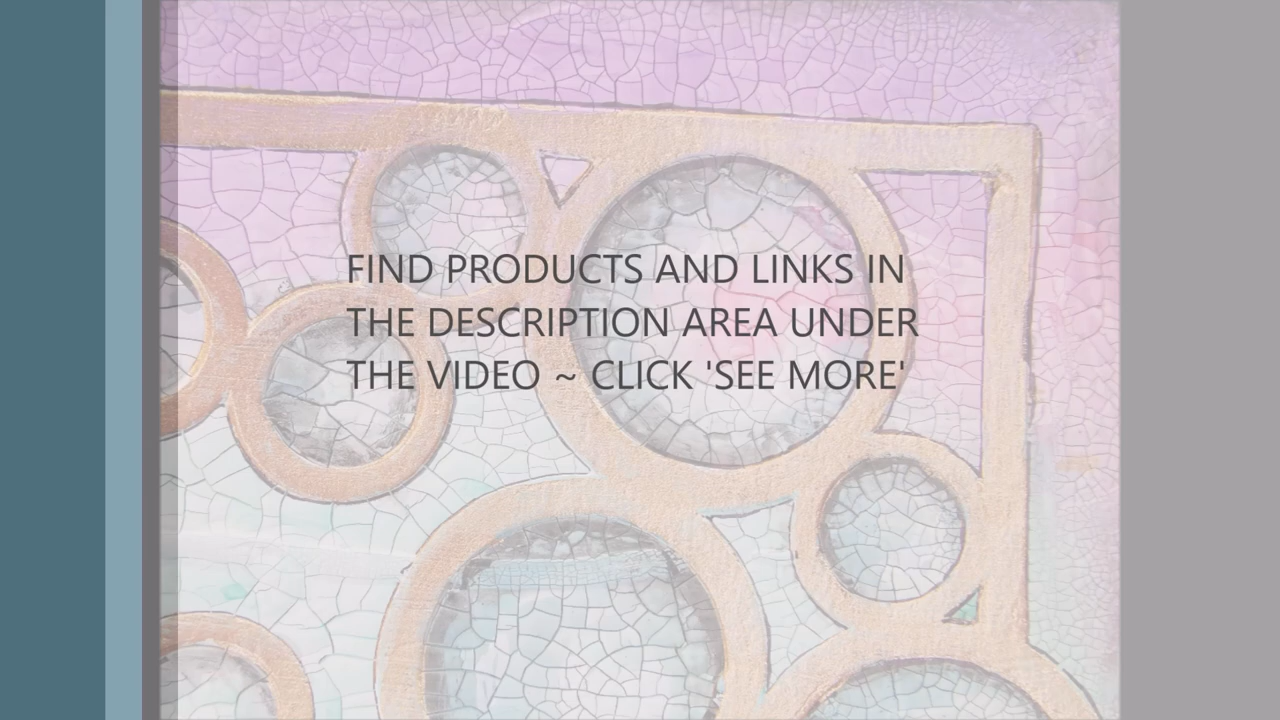 FIND PRODUCTS AND LINKS IN
THE DESCRIPTION AREA UNDER
THE VIDEO ~ CLICK 'SEE MORE'